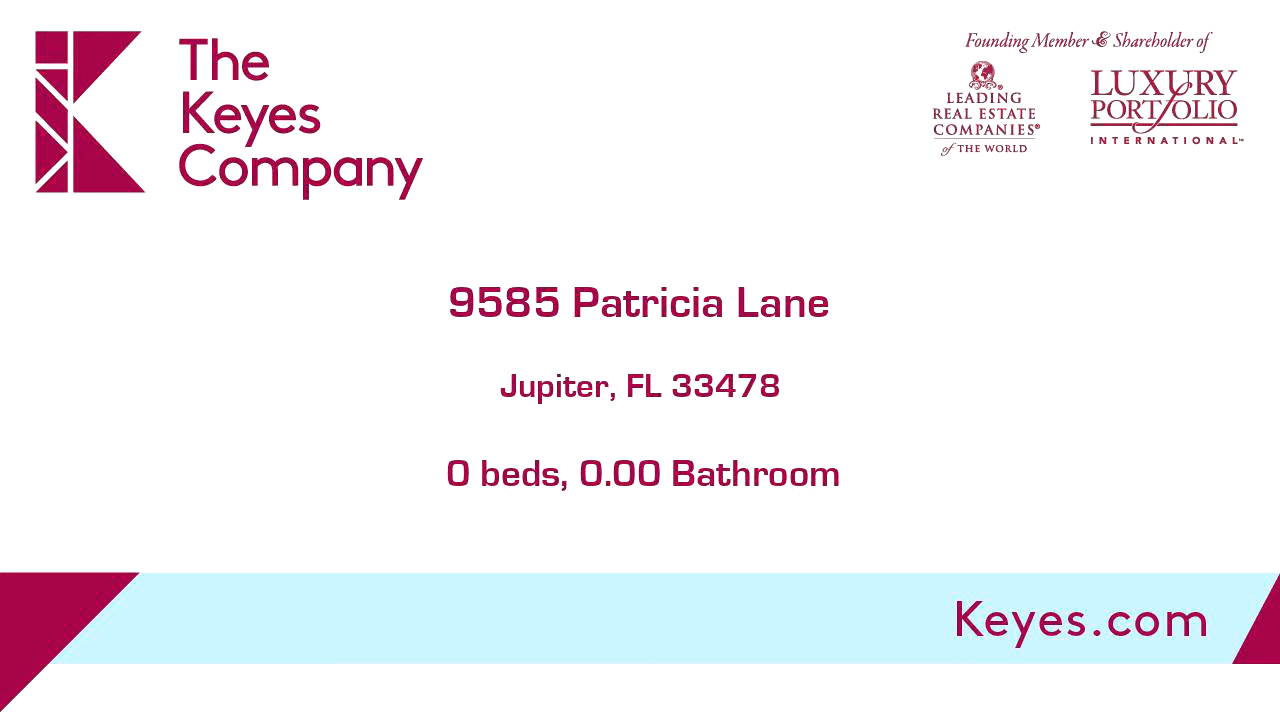 The
Keyes
Company
Founding Member & Shareholder of
LEADING
REAL ESTATE
COMPANIES®
OF THE WORLD
LUXURY
PORTFOLIO
INTERNATIONAL™
9585 Patricia Lane
Jupiter, FL 33478
0 beds, 0.00 Bathroom
Keyes.com